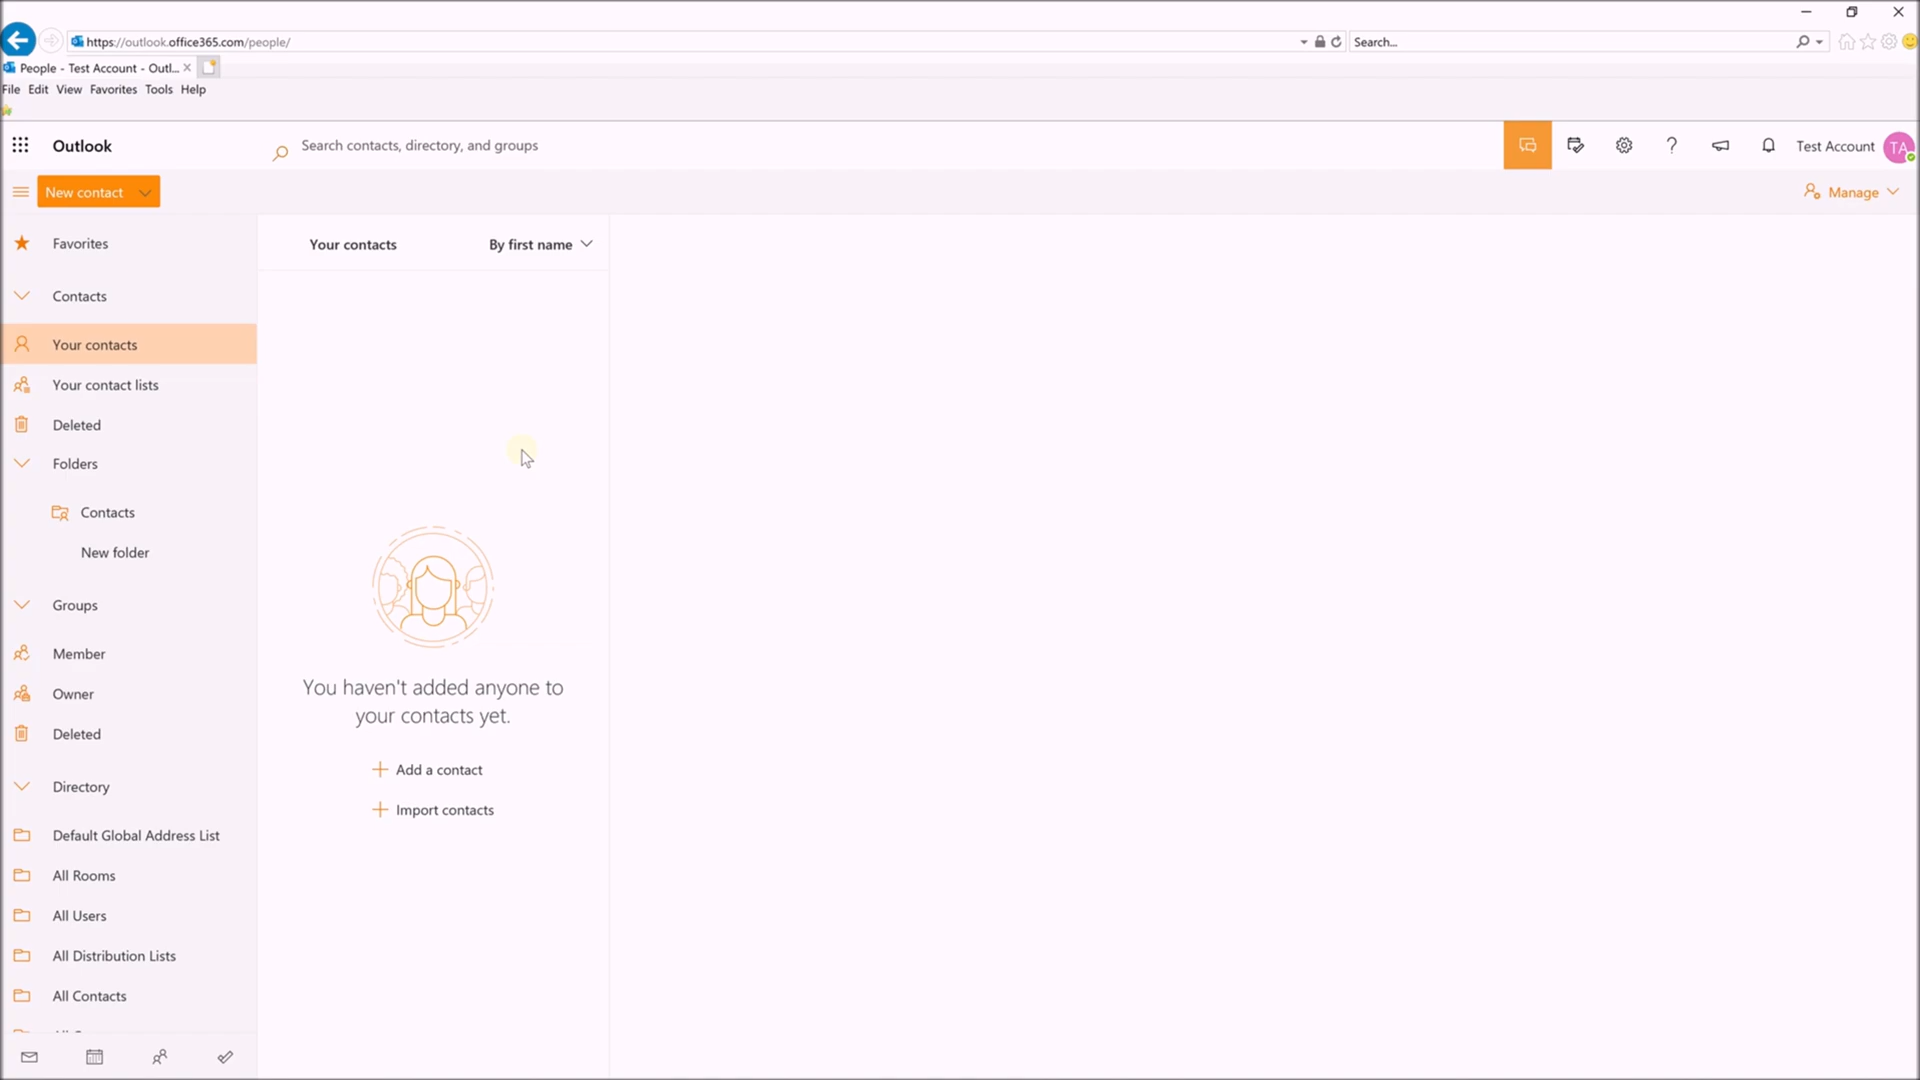 https://outlook.office365.com/people/
Search...
People - Test Account - Outl...
File Edit View Favorites Tools Help
Outlook
Search contacts, directory, and groups
Test Account
TA
New contact
Manage
Favorites
Contacts
Your contacts
Your contact lists
Deleted
Folders
Contacts
New folder
Groups
Member
Owner
Deleted
Directory
Default Global Address List
All Rooms
All Users
All Distribution Lists
All Contacts
Your contacts
By first name
You haven't added anyone to
your contacts yet.
Add a contact
Import contacts